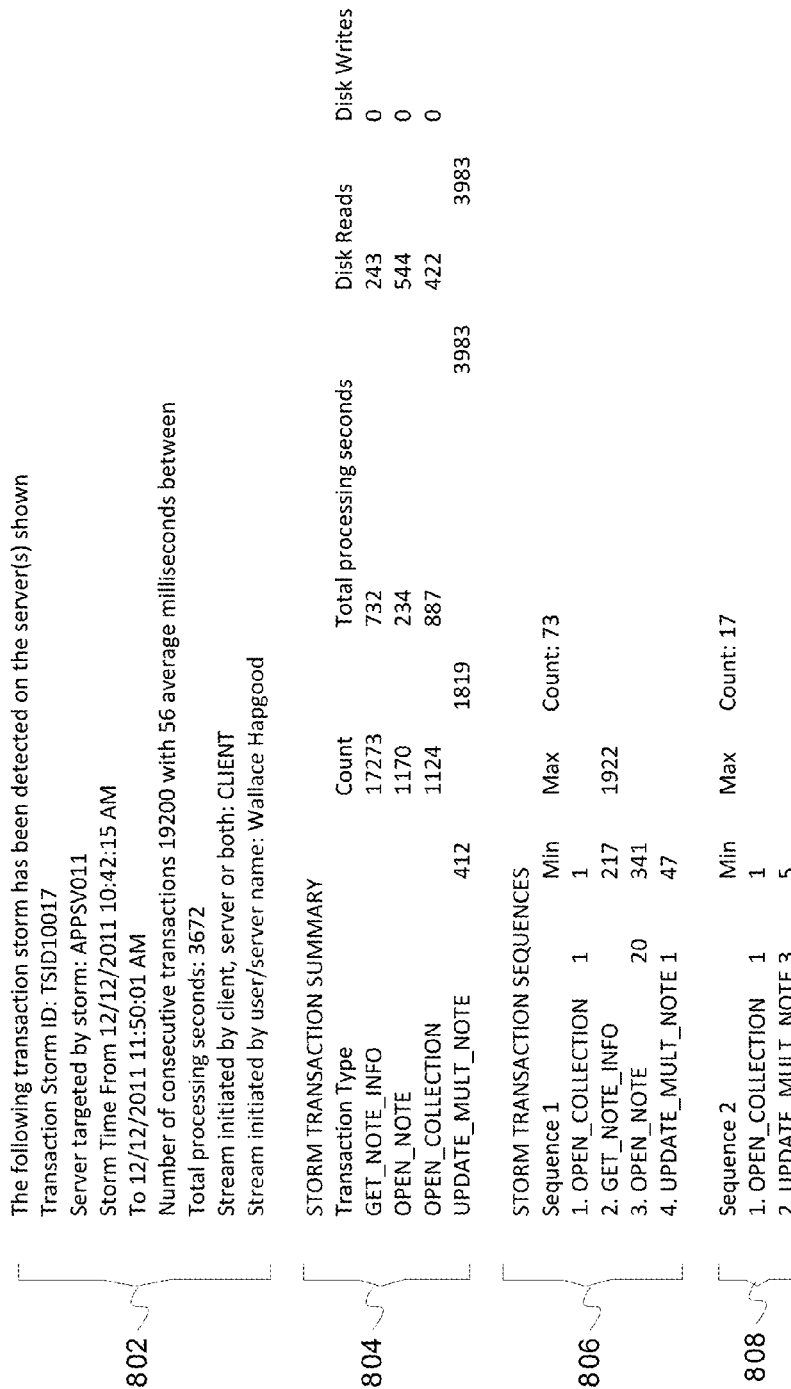 The following transaction storm has been detected on the server(s) shown
Transaction Storm ID: TSID10017
Server targeted by storm: APPSV011
Storm Time From 12/12/2011 10:42:15 AM
To 12/12/2011 11:50:01 AM
Number of consecutive transactions 19200 with 56 average milliseconds between
Total processing seconds: 3672
Stream initiated by client, server or both: CLIENT
Stream initiated by user/server name: Wallace Hapgood
802
STORM TRANSACTION SUMMARY
Transaction Type Count Total processing seconds Disk Reads Disk Writes
GET_NOTE_INFO 17273 732 243 0
OPEN_NOTE 1170 234 544 0
OPEN_COLLECTION 1124 887 422 0
UPDATE_MULT_NOTE 412 1819 3983 3983
804
STORM TRANSACTION SEQUENCES
Sequence 1 Min Max Count: 73
1. OPEN_COLLECTION 1 1
2. GET_NOTE_INFO 217 1922
3. OPEN_NOTE 20 341
4. UPDATE_MULT_NOTE 1 47
806
Sequence 2 Min Max Count: 17
1. OPEN_COLLECTION 1 1
2. UPDATE_MULT_NOTE 3 5
808